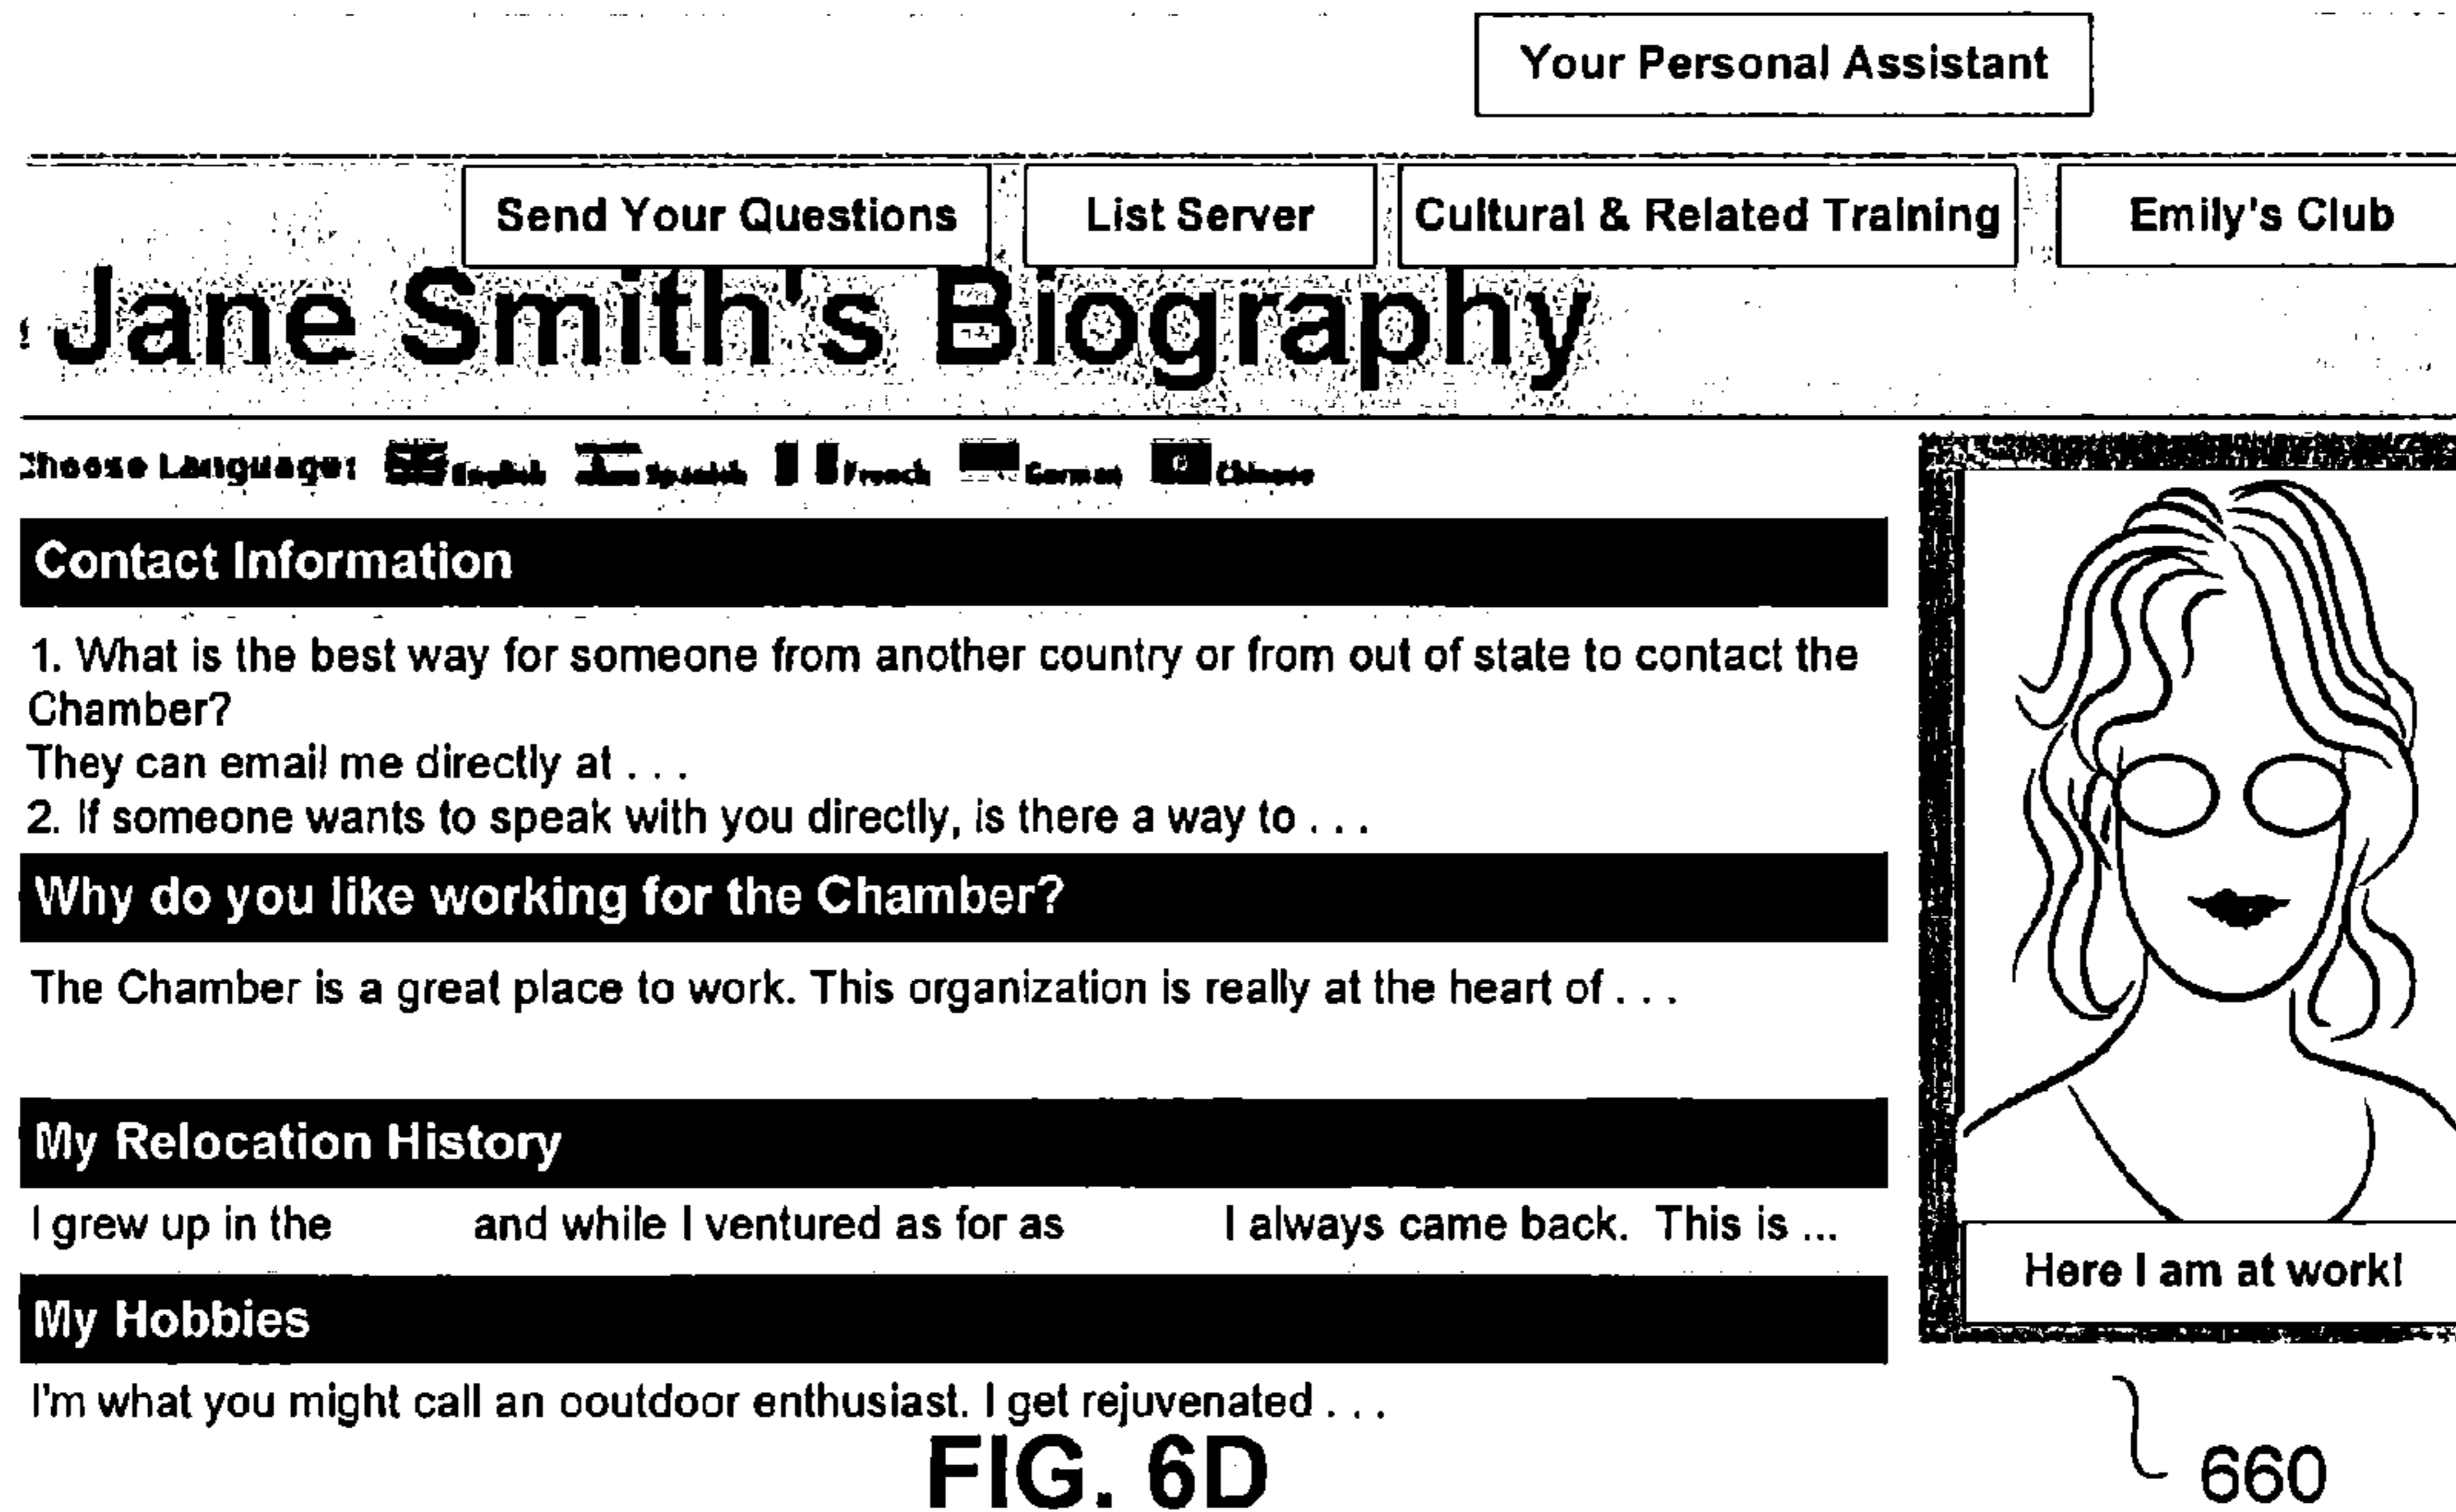 Your Personal Assistant
Send Your Questions
List Server
Cultural & Related Training
Emily's Club
Jane Smith's Biography
Choose Language: English Spanish French German Chinese
Contact Information
1. What is the best way for someone from another country or from out of state to contact the
Chamber?
They can email me directly at . . .
2. If someone wants to speak with you directly, is there a way to . . .
Why do you like working for the Chamber?
The Chamber is a great place to work. This organization is really at the heart of . . .
My Relocation History
I grew up in the and while I ventured as for as I always came back. This is ...
My Hobbies
I'm what you might call an ooutdoor enthusiast. I get rejuvenated . . .
Here I am at work!
FIG. 6D
660